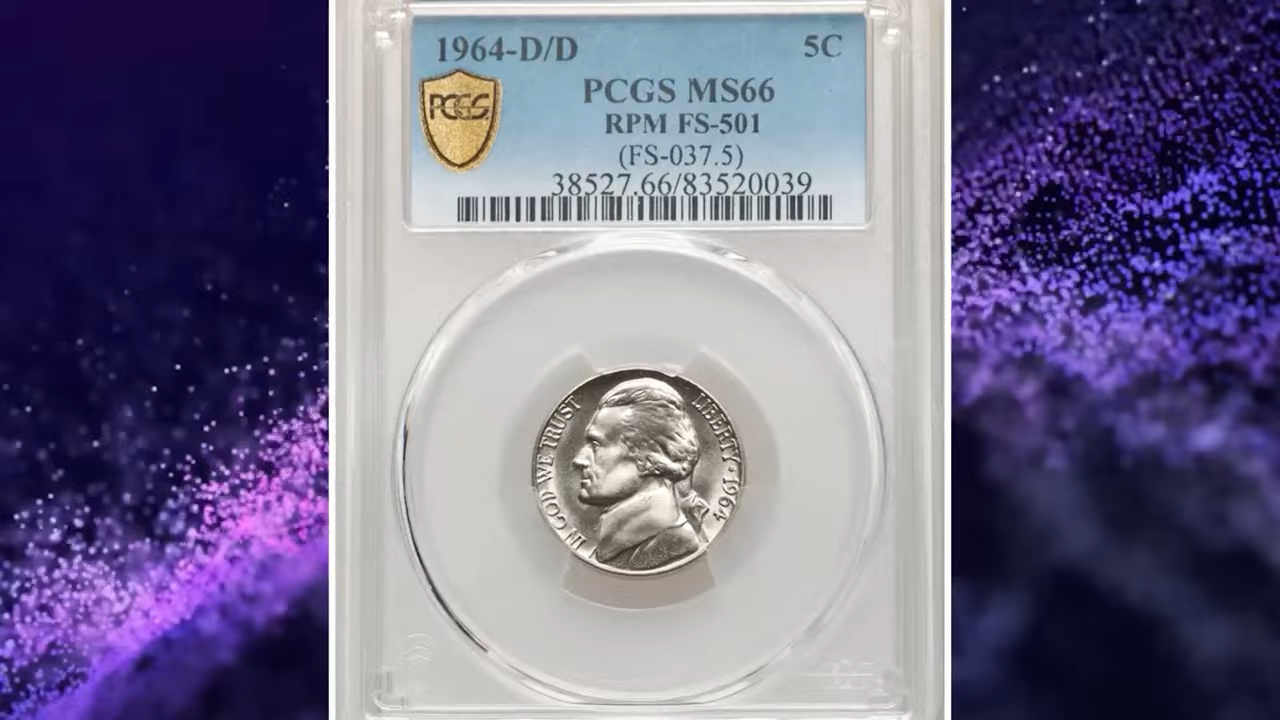 1964-D/D 5C
PCGS
PCGS MS66
RPM FS-501
(FS-037.5)
38527.66/83520039
IN GOD WE TRUST
LIBERTY · 1964